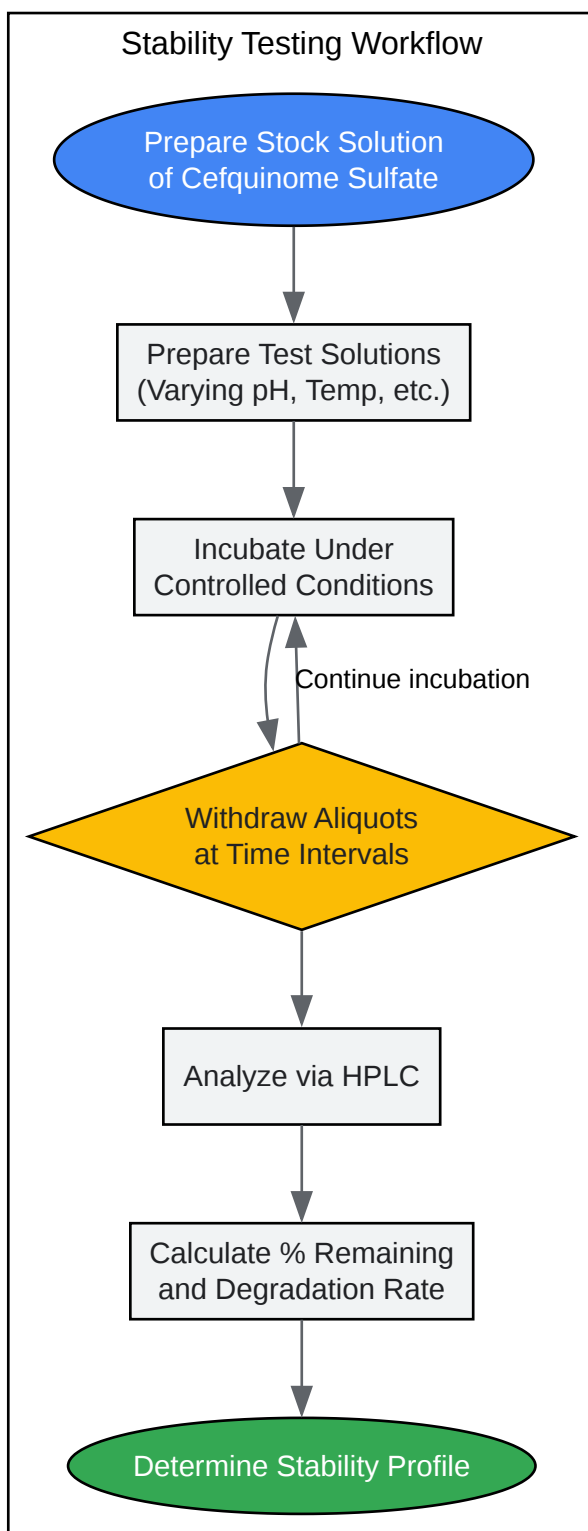 Stability Testing Workflow
Prepare Stock Solution
of Cefquinome Sulfate
Prepare Test Solutions
(Varying pH, Temp, etc.)
Incubate Under
Controlled Conditions
Continue incubation
Withdraw Aliquots
at Time Intervals
Analyze via HPLC
Calculate % Remaining
and Degradation Rate
Determine Stability Profile